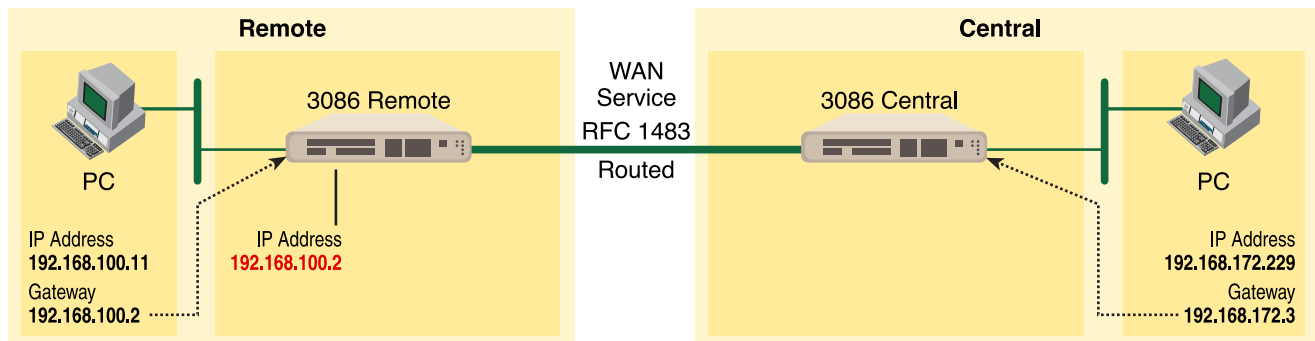 Remote
PC
IP Address
192.168.100.11
Gateway
192.168.100.2
3086 Remote
IP Address
192.168.100.2
WAN
Service
RFC 1483
Routed
Central
3086 Central
PC
IP Address
192.168.172.229
Gateway
192.168.172.3